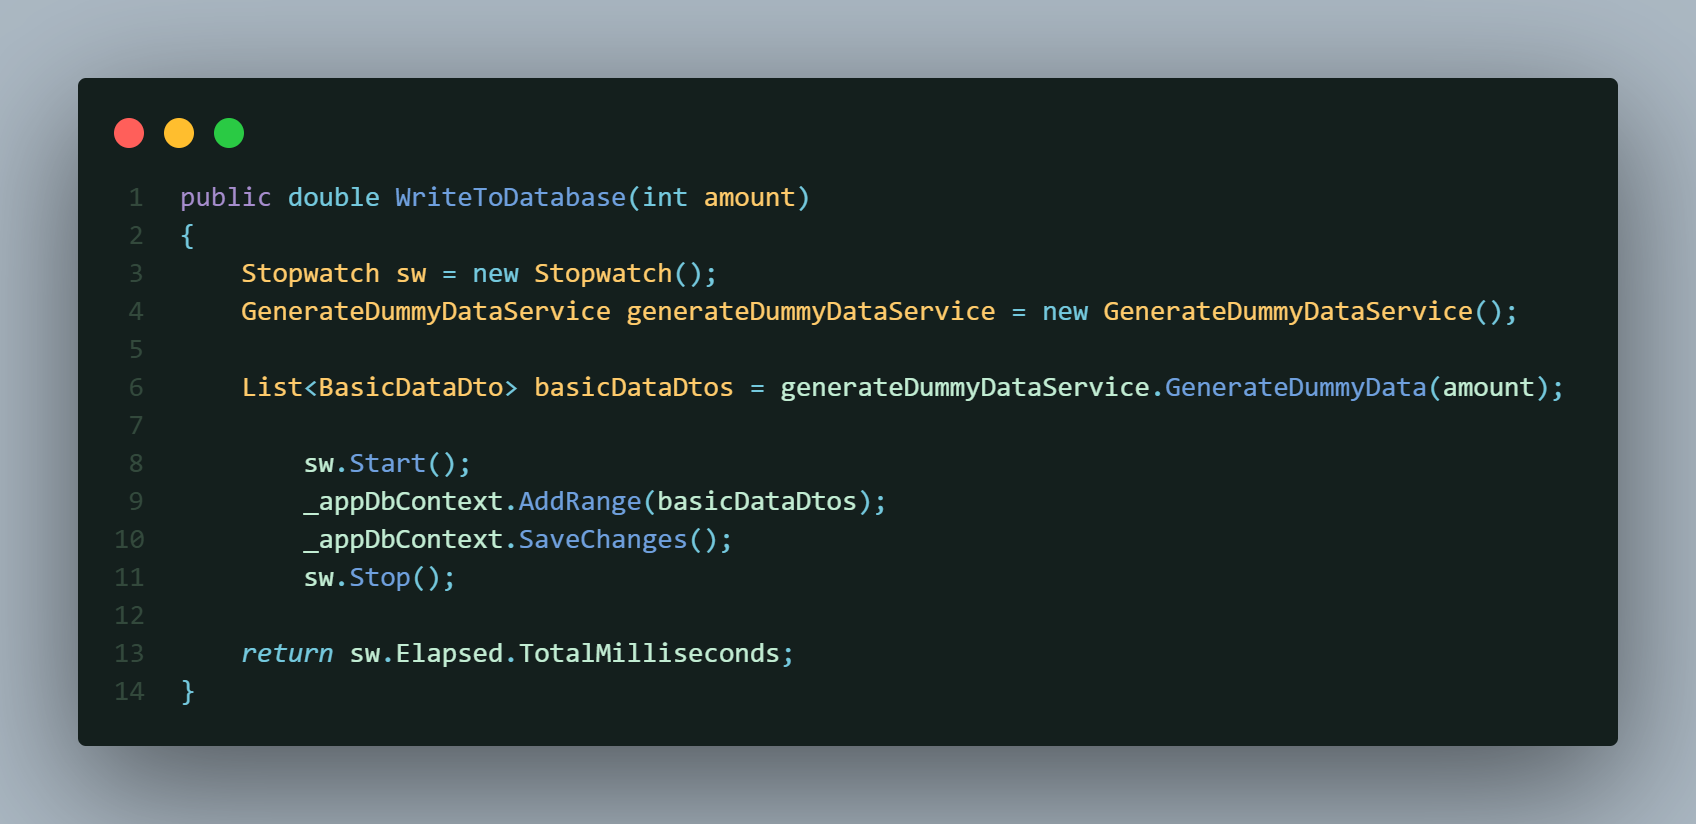 1 public double WriteToDatabase(int amount)
2 {
3 Stopwatch sw = new Stopwatch();
4 GenerateDummyDataService generateDummyDataService = new GenerateDummyDataService();
5
6 List<BasicDataDto> basicDataDtos = generateDummyDataService.GenerateDummyData(amount);
7
8 sw.Start();
9 _appDbContext.AddRange(basicDataDtos);
10 _appDbContext.SaveChanges();
11 sw.Stop();
12
13 return sw.Elapsed.TotalMilliseconds;
14 }